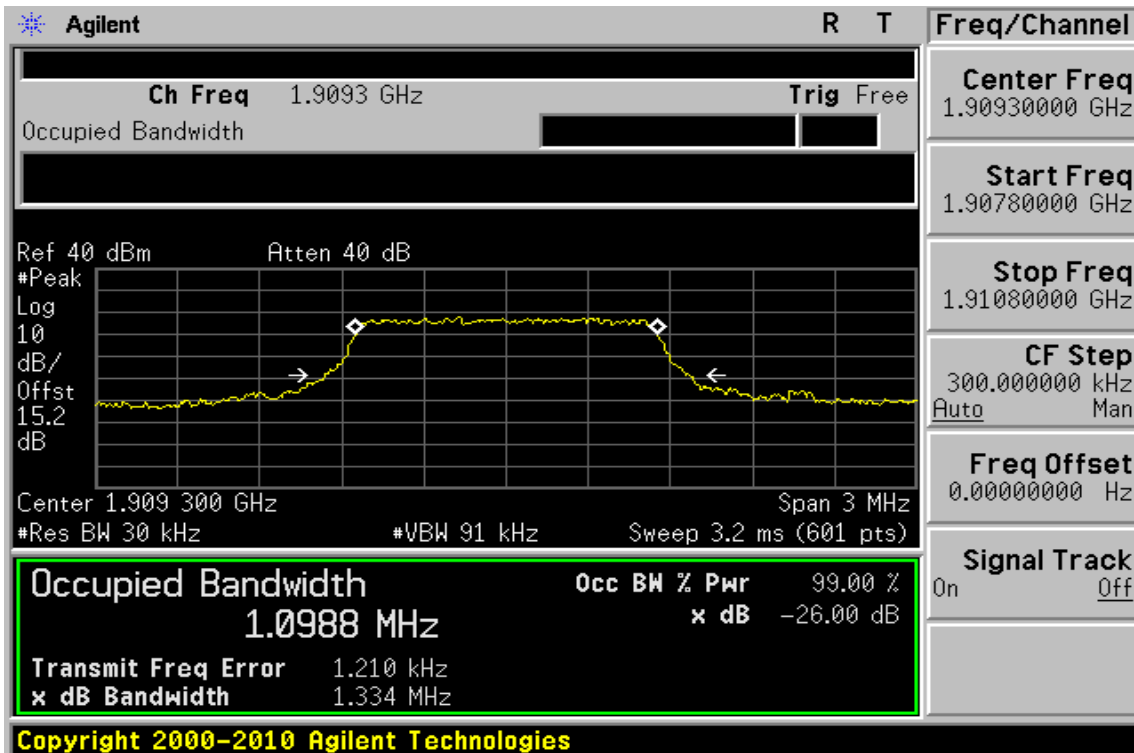 Agilent R T
Ch Freq 1.9093 GHz Trig Free
Occupied Bandwidth
Ref 40 dBm Atten 40 dB
#Peak
Log
10
dB/
Offst
15.2
dB
Center 1.909 300 GHz Span 3 MHz
#Res BW 30 kHz #VBW 91 kHz Sweep 3.2 ms (601 pts)
Occupied Bandwidth Occ BW % Pwr 99.00 %
1.0988 MHz x dB -26.00 dB
Transmit Freq Error 1.210 kHz
x dB Bandwidth 1.334 MHz
Copyright 2000-2010 Agilent Technologies
Freq/Channel
Center Freq
1.90930000 GHz
Start Freq
1.90780000 GHz
Stop Freq
1.91080000 GHz
CF Step
300.000000 kHz
Auto Man
Freq Offset
0.00000000 Hz
Signal Track
On Off